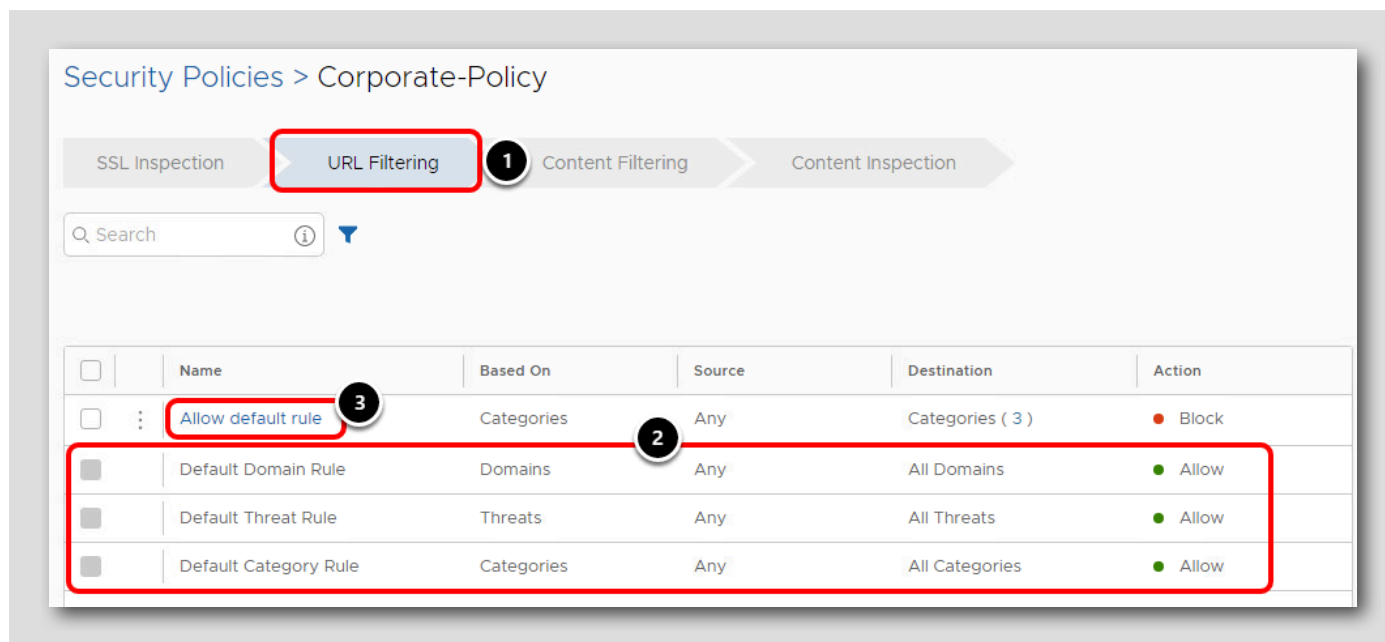 Security Policies > Corporate-Policy
SSL Inspection URL Filtering 1 Content Filtering Content Inspection
Search
Name Based On Source Destination Action
3
Allow default rule Categories Any Categories ( 3 ) Block
2
Default Domain Rule Domains Any All Domains Allow
Default Threat Rule Threats Any All Threats Allow
Default Category Rule Categories Any All Categories Allow